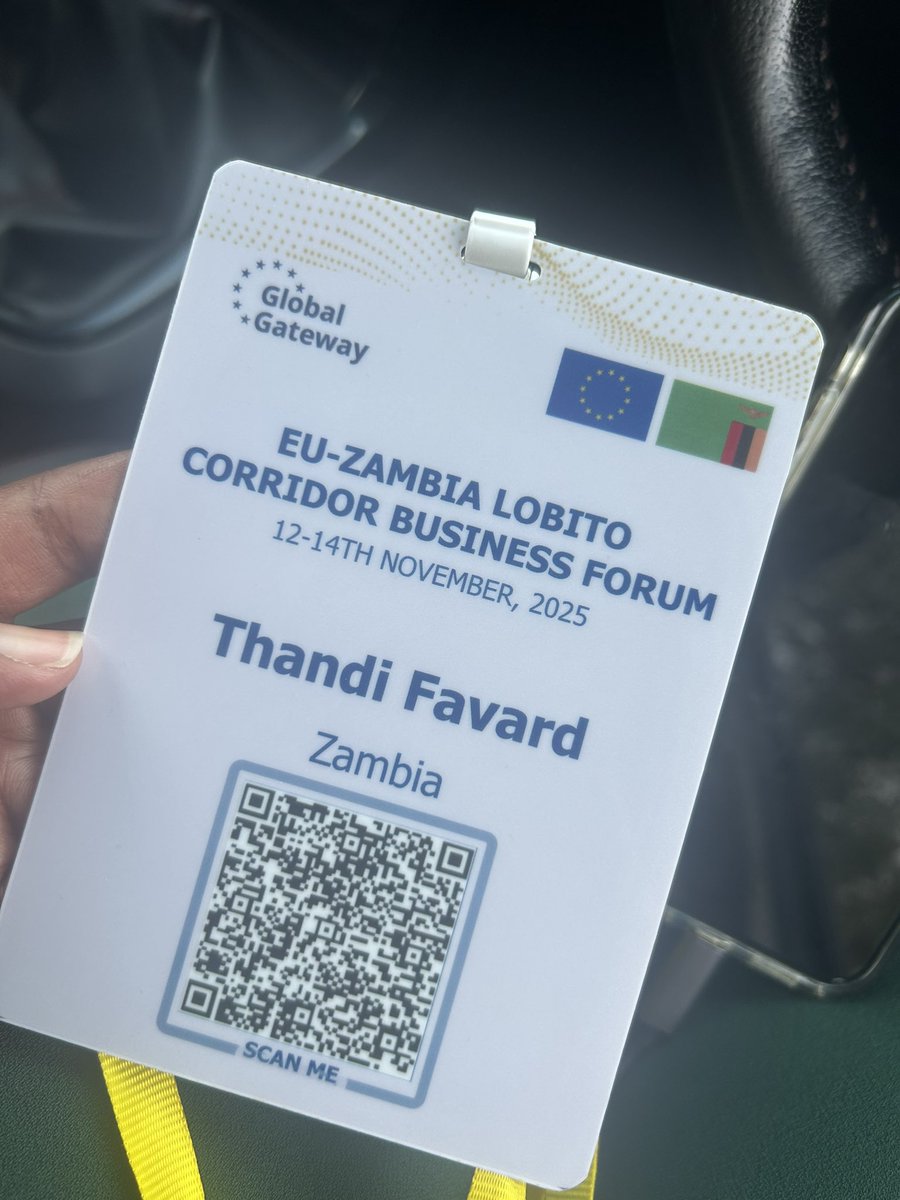 Global
Gateway
EU-ZAMBIA LOBITO
CORRIDOR BUSINESS FORUM
12-14TH NOVEMBER, 2025
Thandi Favard
Zambia
SCAN ME